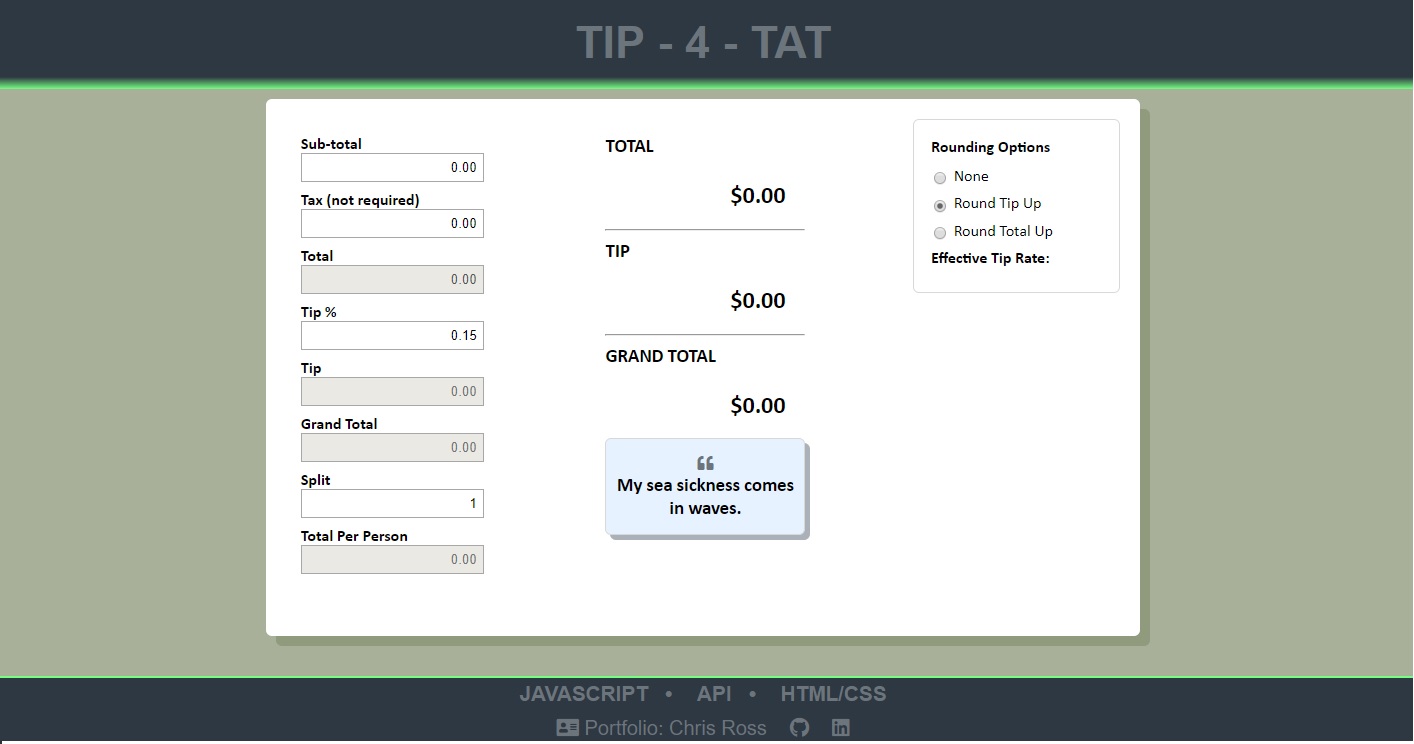 TIP - 4 - TAT
Sub-total
0.00
Tax (not required)
0.00
Total
0.00
Tip %
0.15
Tip
0.00
Grand Total
0.00
Split
1
Total Per Person
0.00
TOTAL
$0.00
TIP
$0.00
GRAND TOTAL
$0.00
My sea sickness comes
in waves.
Rounding Options
None
Round Tip Up
Round Total Up
Effective Tip Rate:
JAVASCRIPT • API • HTML/CSS
Portfolio: Chris Ross